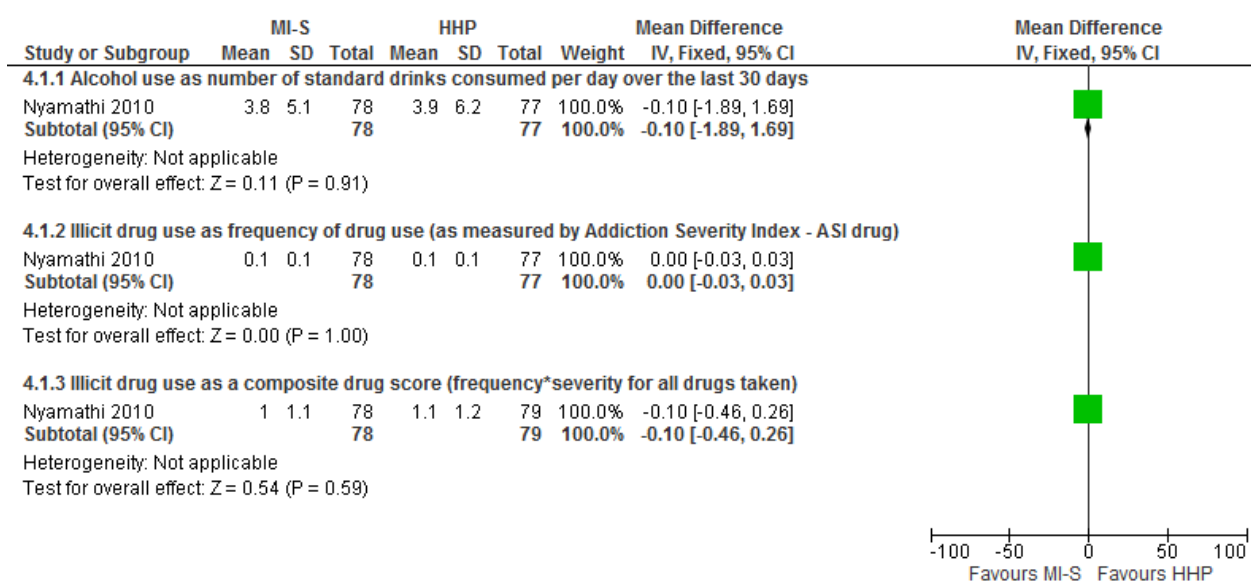 MI-S HHP Mean Difference Mean Difference
Study or Subgroup Mean SD Total Mean SD Total Weight IV, Fixed, 95% CI IV, Fixed, 95% CI
4.1.1 Alcohol use as number of standard drinks consumed per day over the last 30 days
Nyamathi 2010 3.8 5.1 78 3.9 6.2 77 100.0% -0.10 [-1.89, 1.69]
Subtotal (95% CI) 78 77 100.0% -0.10 [-1.89, 1.69]
Heterogeneity: Not applicable
Test for overall effect: Z = 0.11 (P = 0.91)
4.1.2 Illicit drug use as frequency of drug use (as measured by Addiction Severity Index - ASI drug)
Nyamathi 2010 0.1 0.1 78 0.1 0.1 77 100.0% 0.00 [-0.03, 0.03]
Subtotal (95% CI) 78 77 100.0% 0.00 [-0.03, 0.03]
Heterogeneity: Not applicable
Test for overall effect: Z = 0.00 (P = 1.00)
4.1.3 Illicit drug use as a composite drug score (frequency*severity for all drugs taken)
Nyamathi 2010 1 1.1 78 1.1 1.2 79 100.0% -0.10 [-0.46, 0.26]
Subtotal (95% CI) 78 79 100.0% -0.10 [-0.46, 0.26]
Heterogeneity: Not applicable
Test for overall effect: Z = 0.54 (P = 0.59)
-100 -50 0 50 100
Favours MI-S Favours HHP